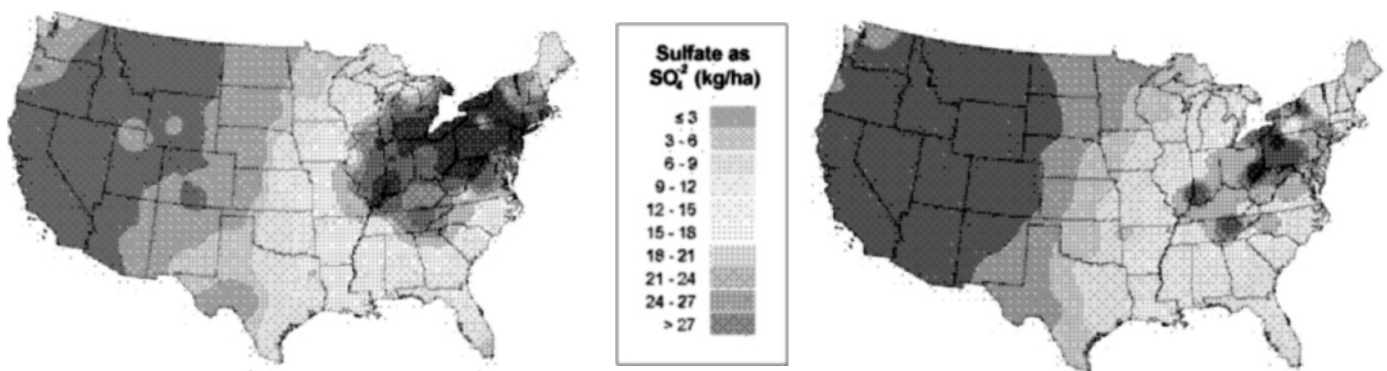 Sulfate as
SO₄⁻² (kg/ha)
≤ 3
3 - 6
6 - 9
9 - 12
12 - 15
15 - 18
18 - 21
21 - 24
24 - 27
> 27